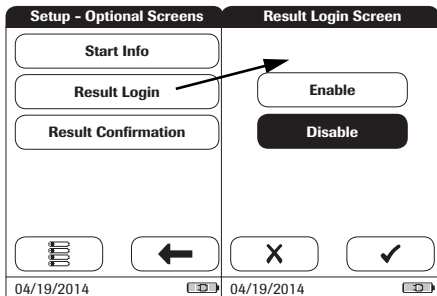 Setup - Optional Screens
Start Info
Result Login
Result Confirmation
04/19/2014
Result Login Screen
Enable
Disable
04/19/2014